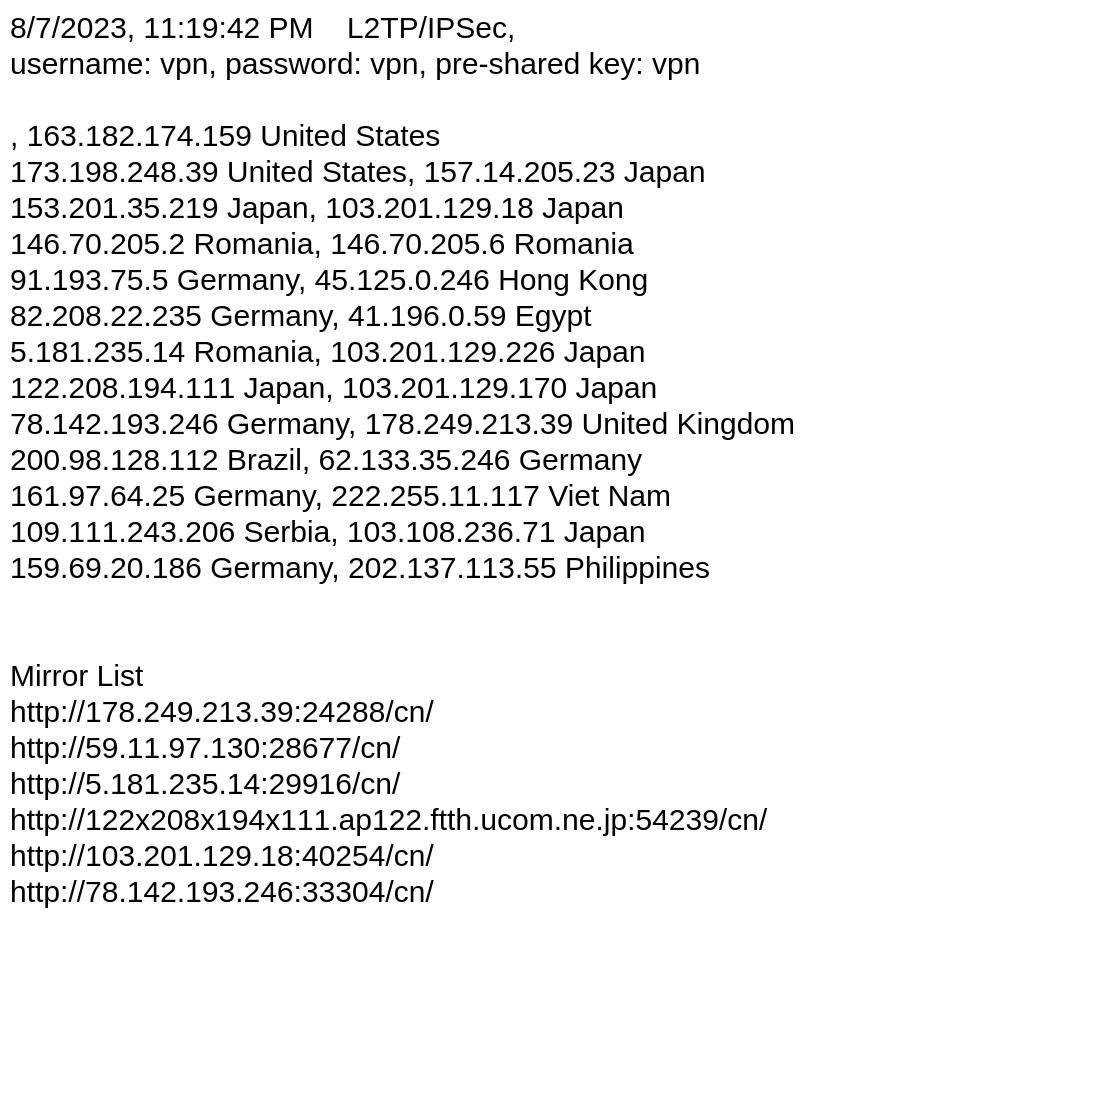 8/7/2023, 11:19:42 PM    L2TP/IPSec,
username: vpn, password: vpn, pre-shared key: vpn
, 163.182.174.159 United States
173.198.248.39 United States, 157.14.205.23 Japan
153.201.35.219 Japan, 103.201.129.18 Japan
146.70.205.2 Romania, 146.70.205.6 Romania
91.193.75.5 Germany, 45.125.0.246 Hong Kong
82.208.22.235 Germany, 41.196.0.59 Egypt
5.181.235.14 Romania, 103.201.129.226 Japan
122.208.194.111 Japan, 103.201.129.170 Japan
78.142.193.246 Germany, 178.249.213.39 United Kingdom
200.98.128.112 Brazil, 62.133.35.246 Germany
161.97.64.25 Germany, 222.255.11.117 Viet Nam
109.111.243.206 Serbia, 103.108.236.71 Japan
159.69.20.186 Germany, 202.137.113.55 Philippines
Mirror List
http://178.249.213.39:24288/cn/
http://59.11.97.130:28677/cn/
http://5.181.235.14:29916/cn/
http://122x208x194x111.ap122.ftth.ucom.ne.jp:54239/cn/
http://103.201.129.18:40254/cn/
http://78.142.193.246:33304/cn/